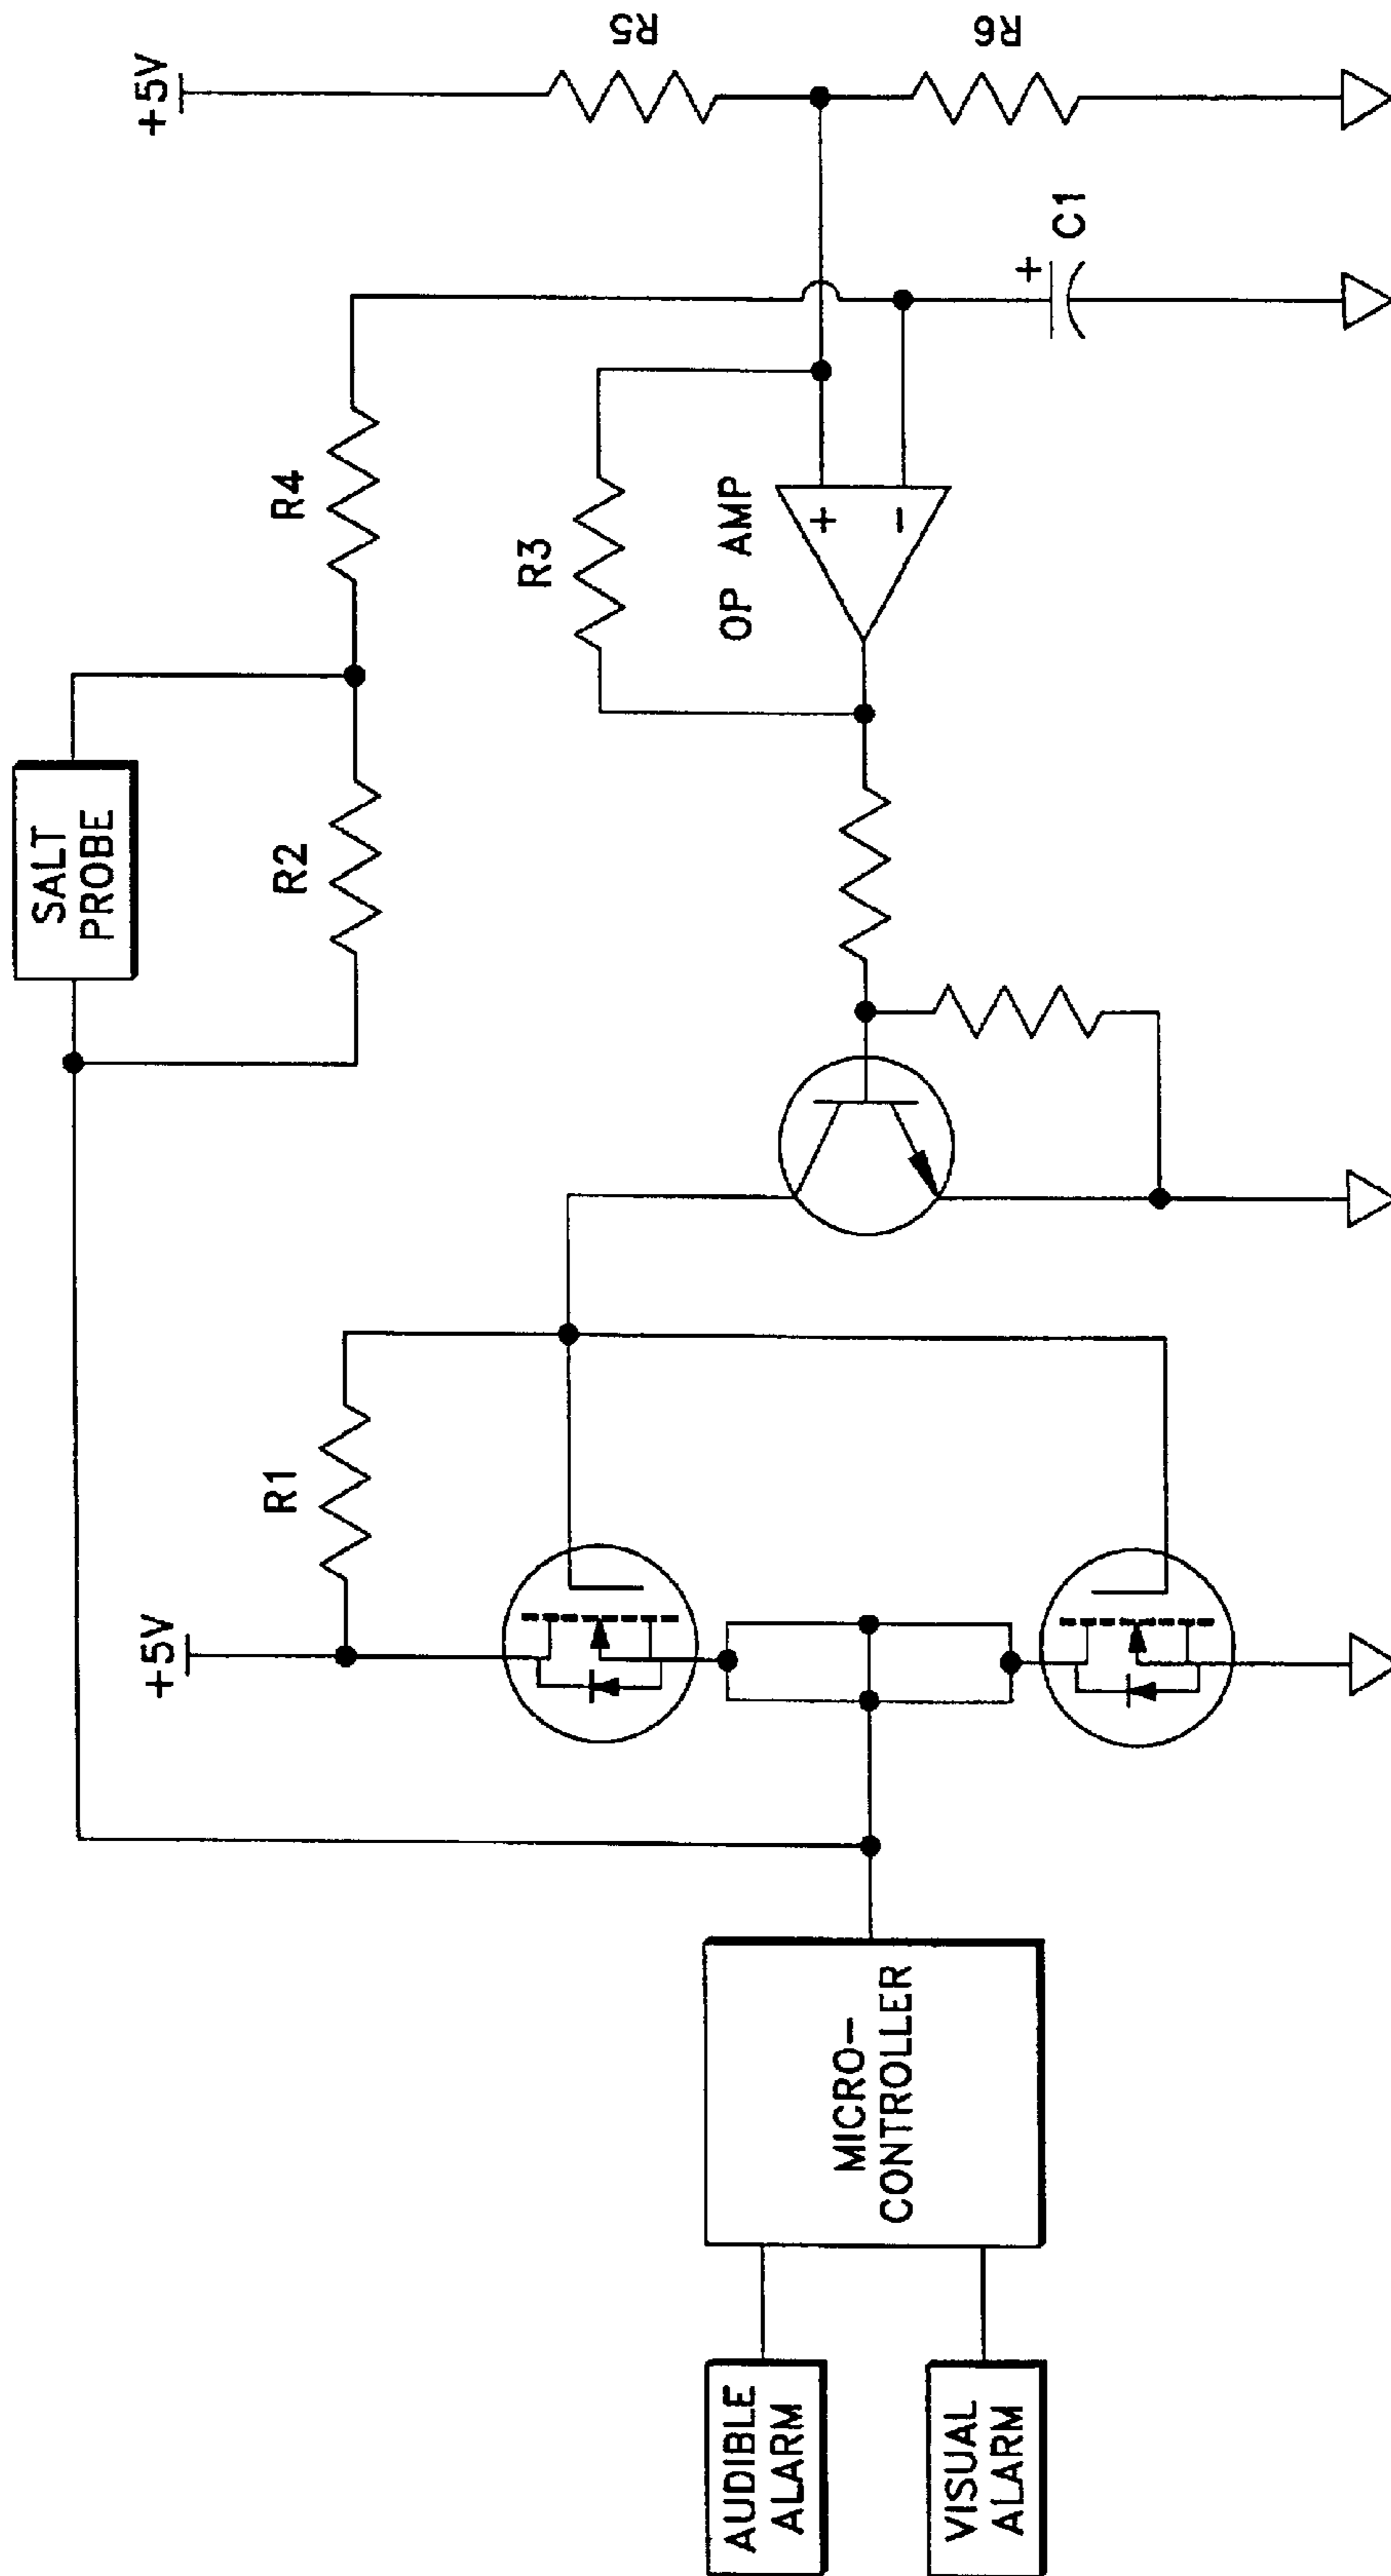 +5V
R5
R6
C1
R4
R3
OP AMP
+
+
-
SALT
PROBE
R2
R1
+5V
MICRO-
CONTROLLER
AUDIBLE
ALARM
VISUAL
ALARM